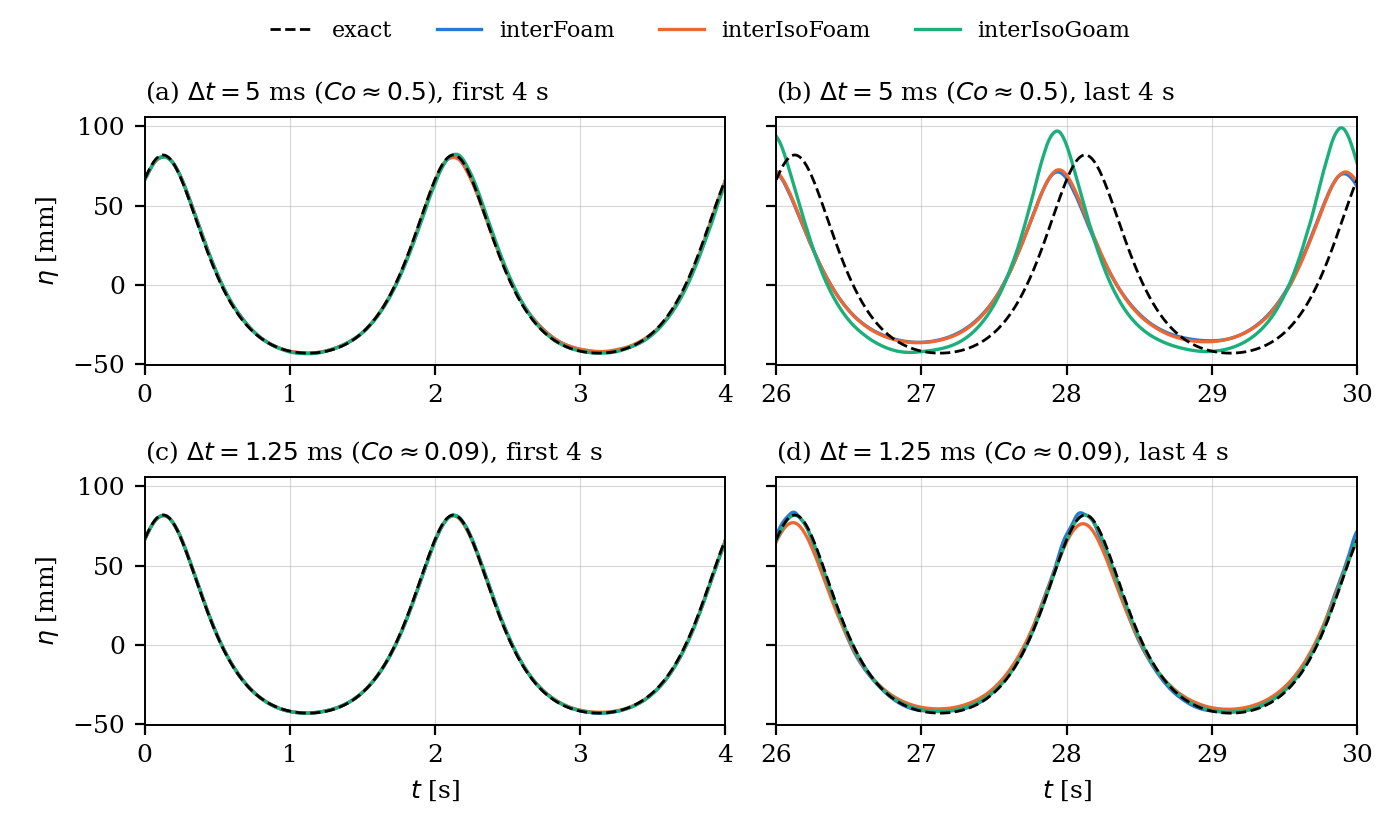 exact interFoam interIsoFoam interIsoGoam
(a) Δt = 5 ms (Co ≈ 0.5), first 4 s
(b) Δt = 5 ms (Co ≈ 0.5), last 4 s
η [mm]
100
50
0
−50
0 1 2 3 4
26 27 28 29 30
(c) Δt = 1.25 ms (Co ≈ 0.09), first 4 s
(d) Δt = 1.25 ms (Co ≈ 0.09), last 4 s
η [mm]
100
50
0
−50
0 1 2 3 4
26 27 28 29 30
t [s]
t [s]